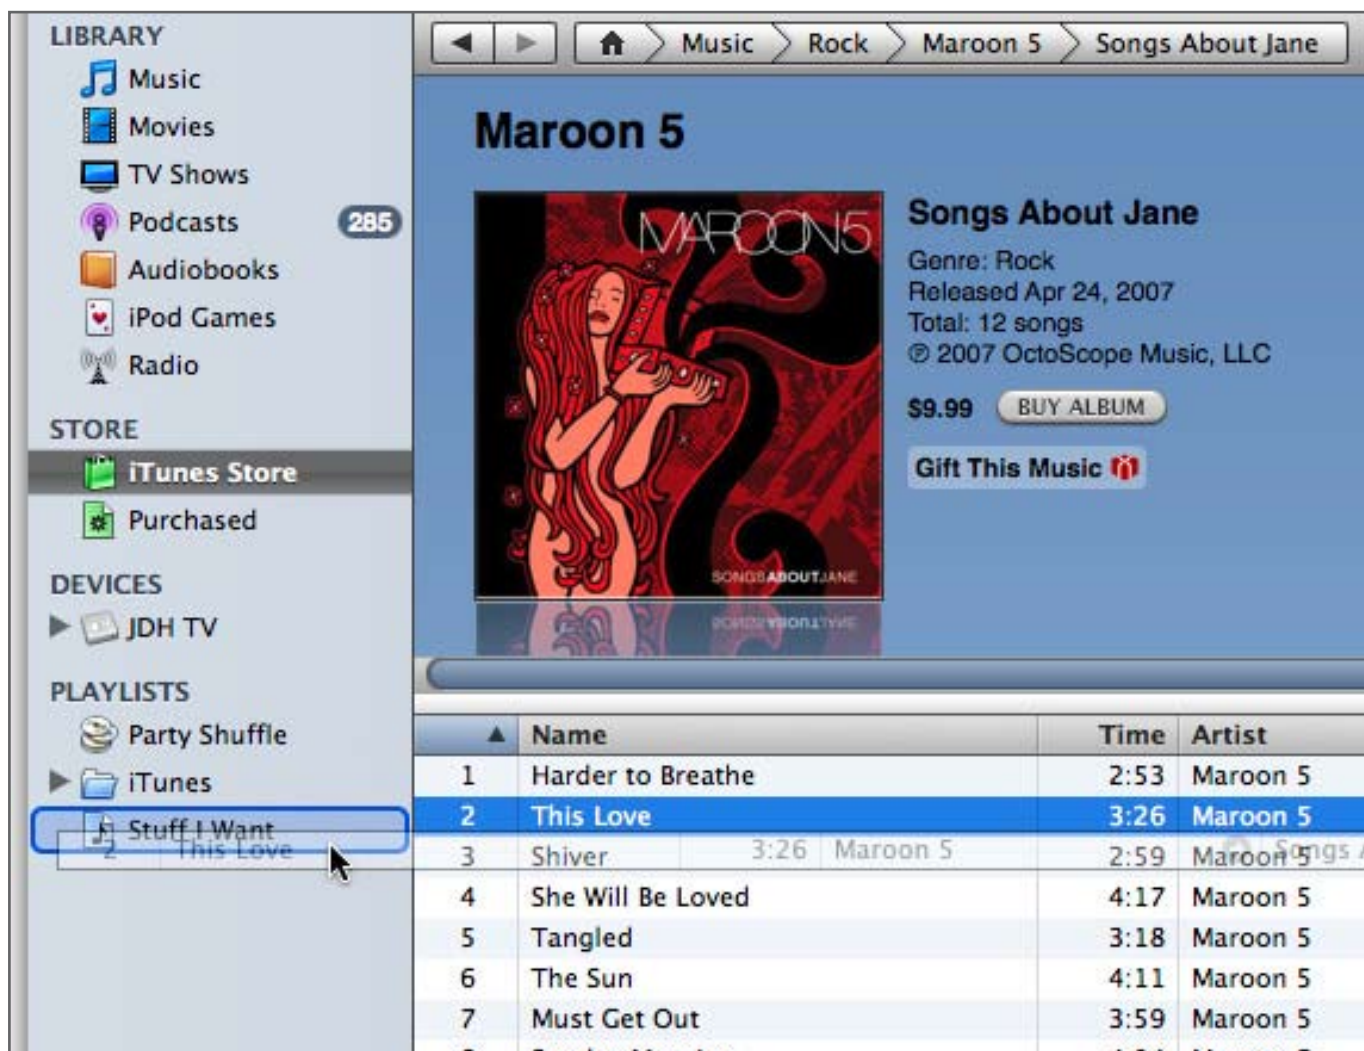 LIBRARY
Music
Movies
TV Shows
Podcasts 285
Audiobooks
iPod Games
Radio
STORE
iTunes Store
Purchased
DEVICES
JDH TV
PLAYLISTS
Party Shuffle
iTunes
Stuff I Want
2 This Love 3:26 Maroon 5 Songs
Music Rock Maroon 5 Songs About Jane
Maroon 5
MAROON5
SONGSABOUTJANE
Songs About Jane
Genre: Rock
Released Apr 24, 2007
Total: 12 songs
℗ 2007 OctoScope Music, LLC
$9.99 BUY ALBUM
Gift This Music
Name Time Artist
1 Harder to Breathe 2:53 Maroon 5
2 This Love 3:26 Maroon 5
3 Shiver 2:59 Maroon 5
4 She Will Be Loved 4:17 Maroon 5
5 Tangled 3:18 Maroon 5
6 The Sun 4:11 Maroon 5
7 Must Get Out 3:59 Maroon 5